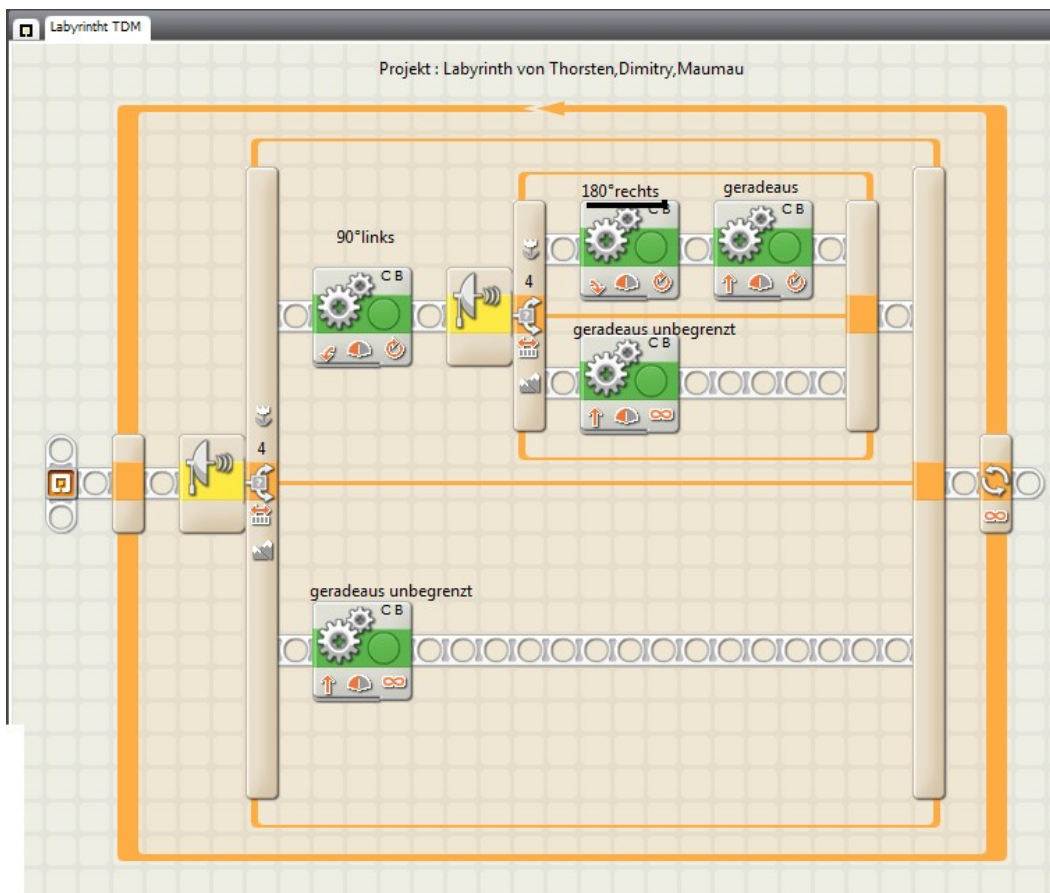 Labyrintht TDM
Projekt : Labyrinth von Thorsten,Dimitry,Maumau
180°rechts
geradeaus
C B
C B
90°links
C B
4
geradeaus unbegrenzt
C B
4
geradeaus unbegrenzt
C B